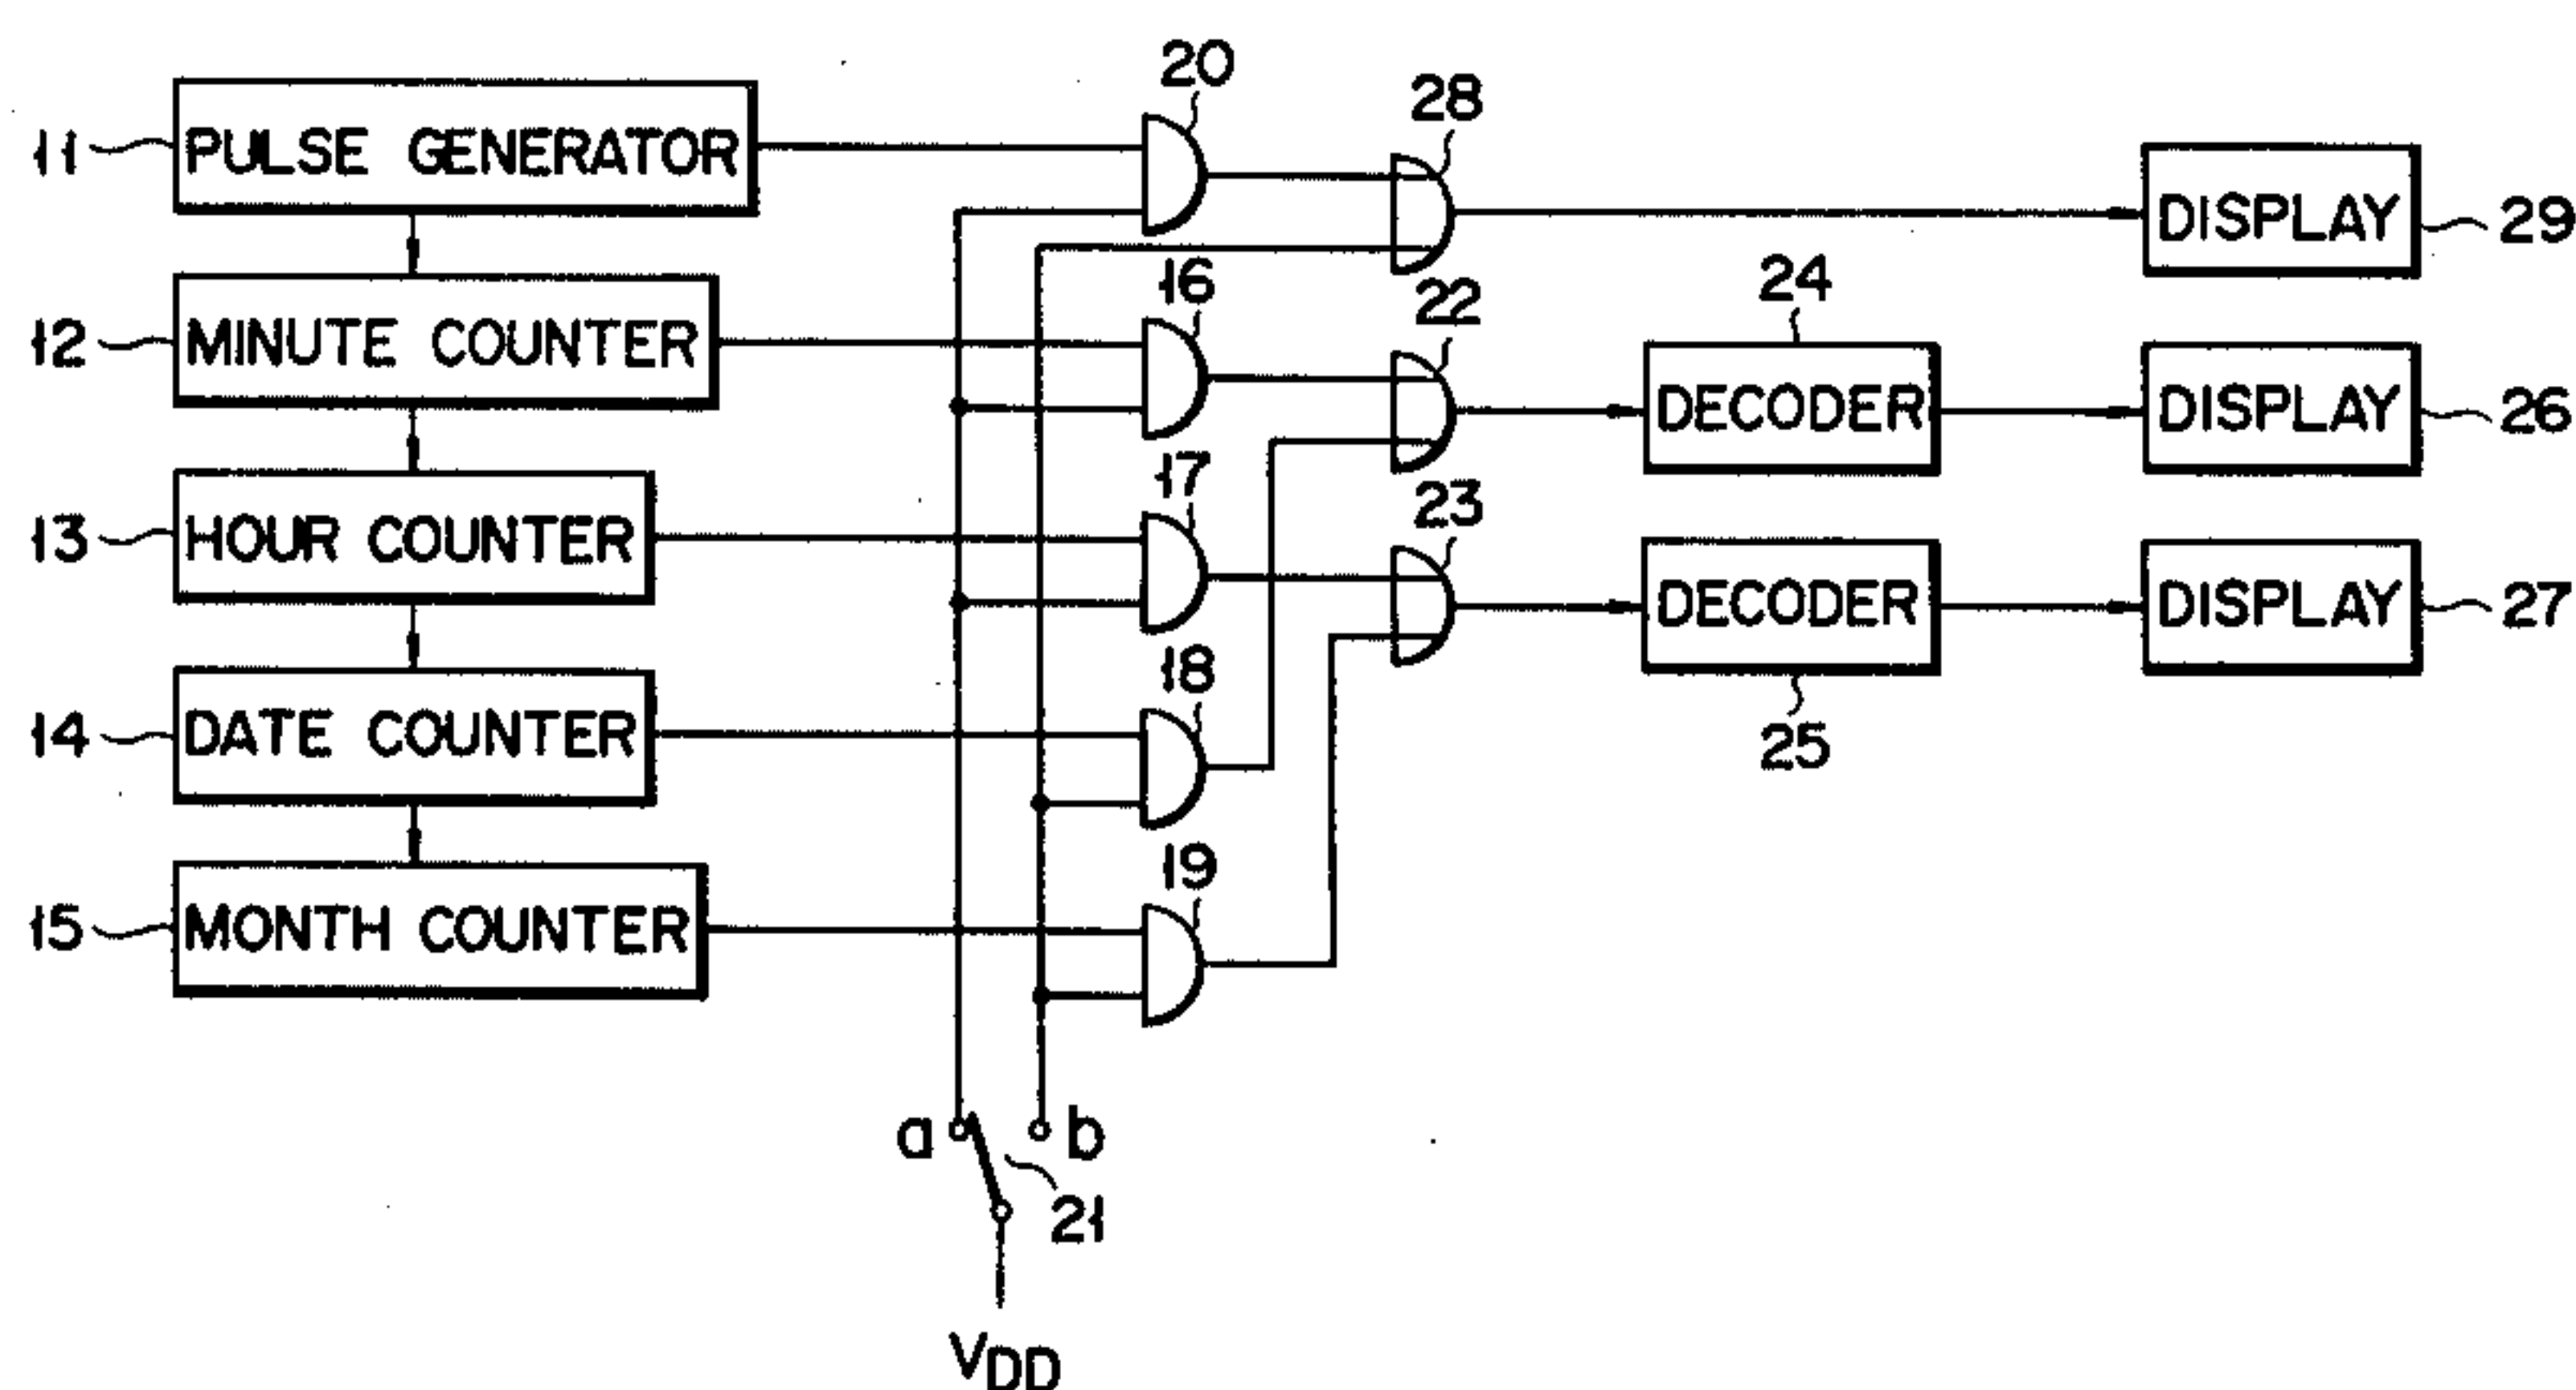 20
28
11 PULSE GENERATOR
DISPLAY 29
16
24
22
12 MINUTE COUNTER
DECODER
DISPLAY 26
17
23
13 HOUR COUNTER
DECODER
DISPLAY 27
18
14 DATE COUNTER
25
19
15 MONTH COUNTER
a
b
21
VDD